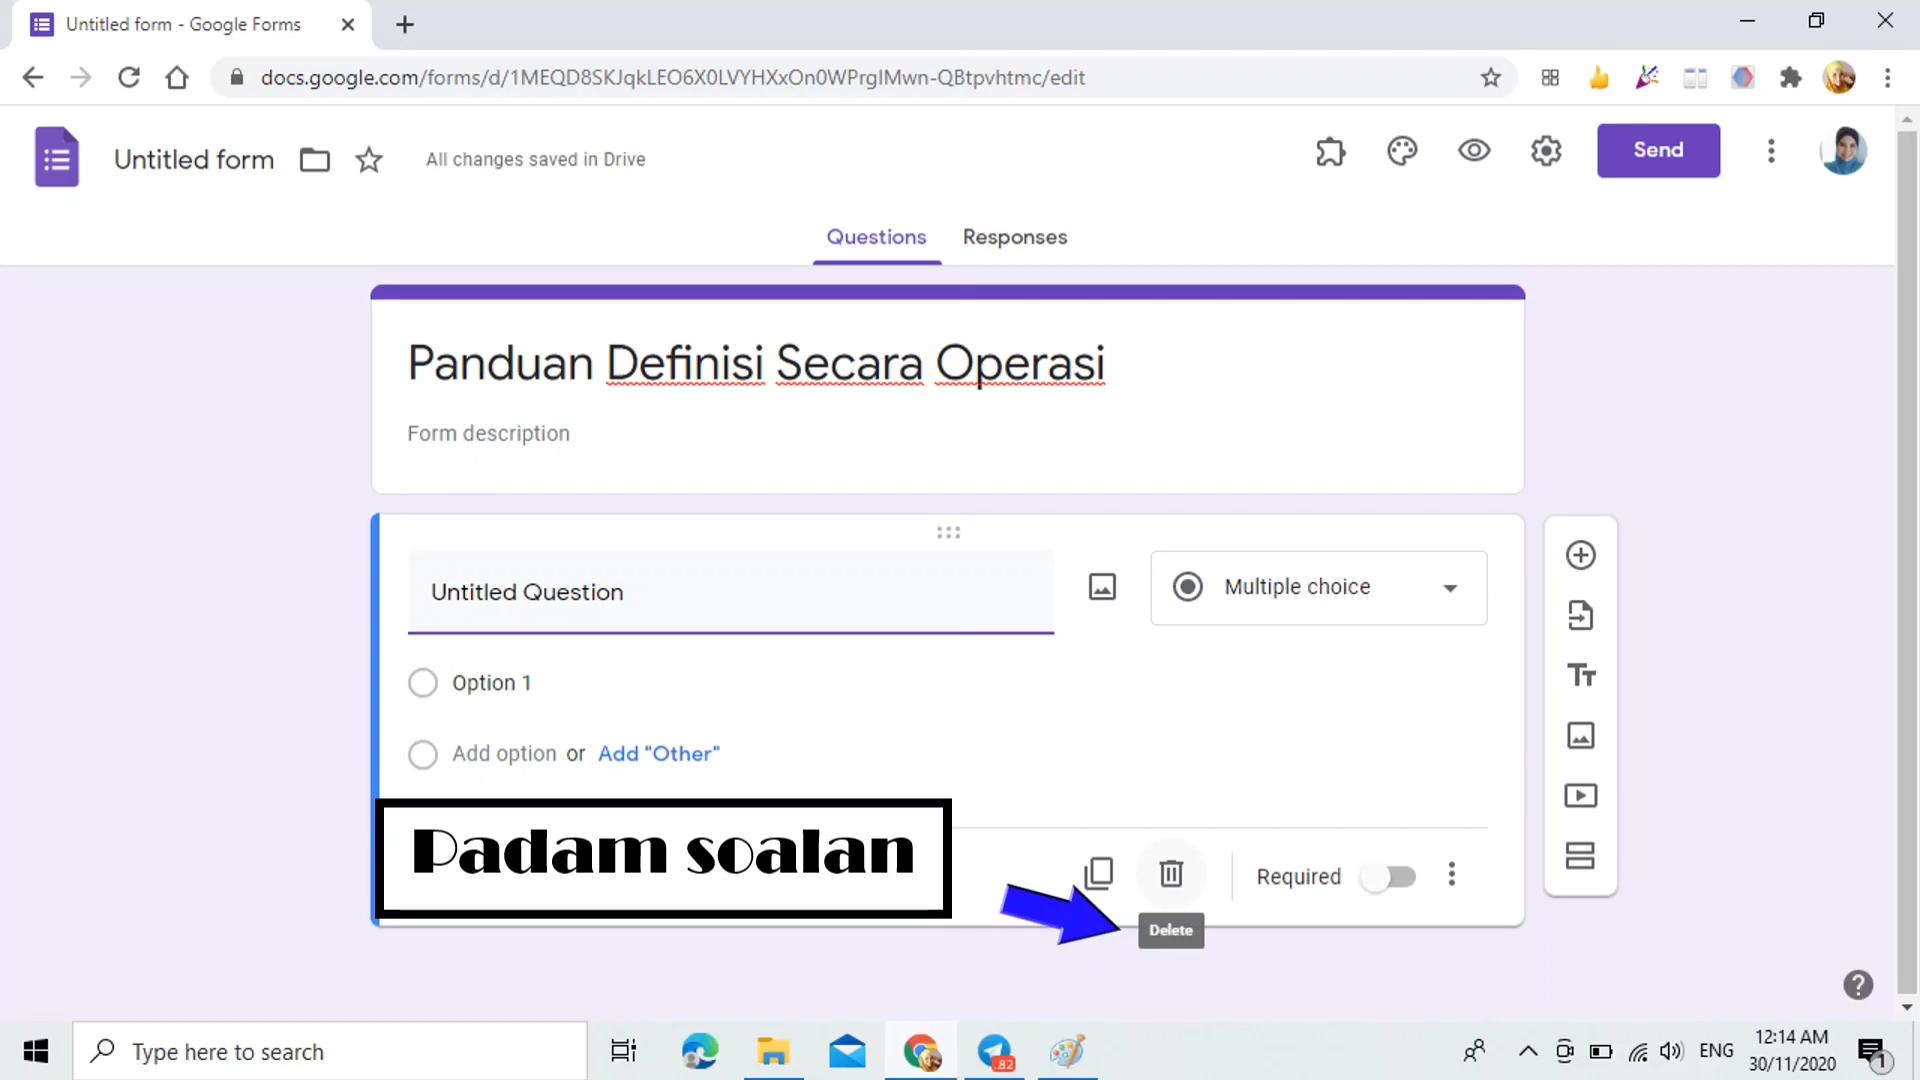 Untitled form - Google Forms
docs.google.com/forms/d/1MEQD8SKJqkLEO6X0LVYHXxOn0WPrgIMwn-QBtpvhtmc/edit
Untitled form
All changes saved in Drive
Send
Questions
Responses
Panduan Definisi Secara Operasi
Form description
Untitled Question
Multiple choice
Option 1
Add option or Add "Other"
Padam soalan
Required
Delete
Type here to search
.82
ENG
12:14 AM
30/11/2020
1